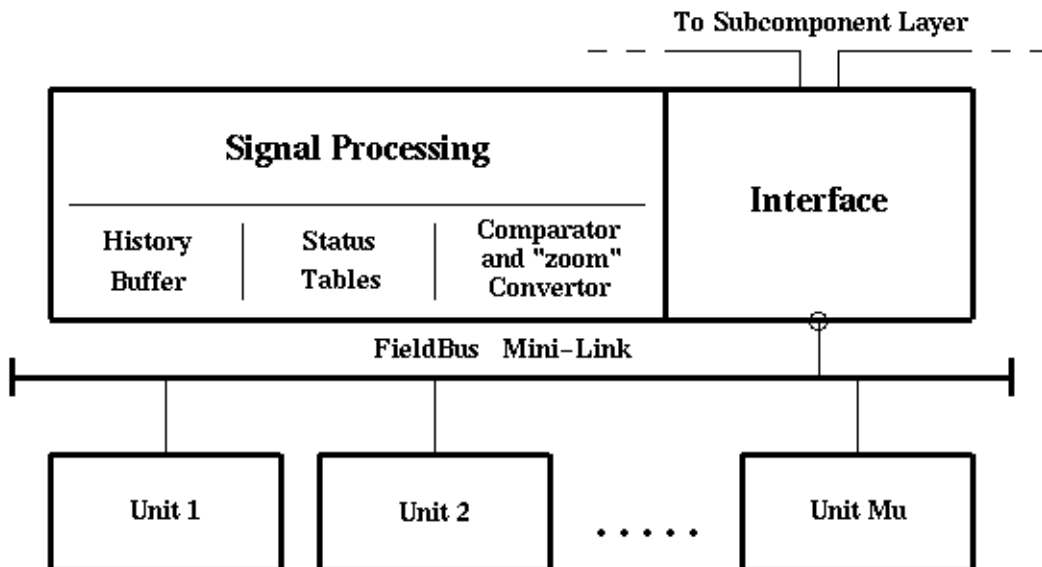 To Subcomponent Layer
Signal Processing
Interface
History
Buffer
Status
Tables
Comparator
and "zoom"
Convertor
FieldBus Mini-Link
Unit 1
Unit 2
. . . . .
Unit Mu